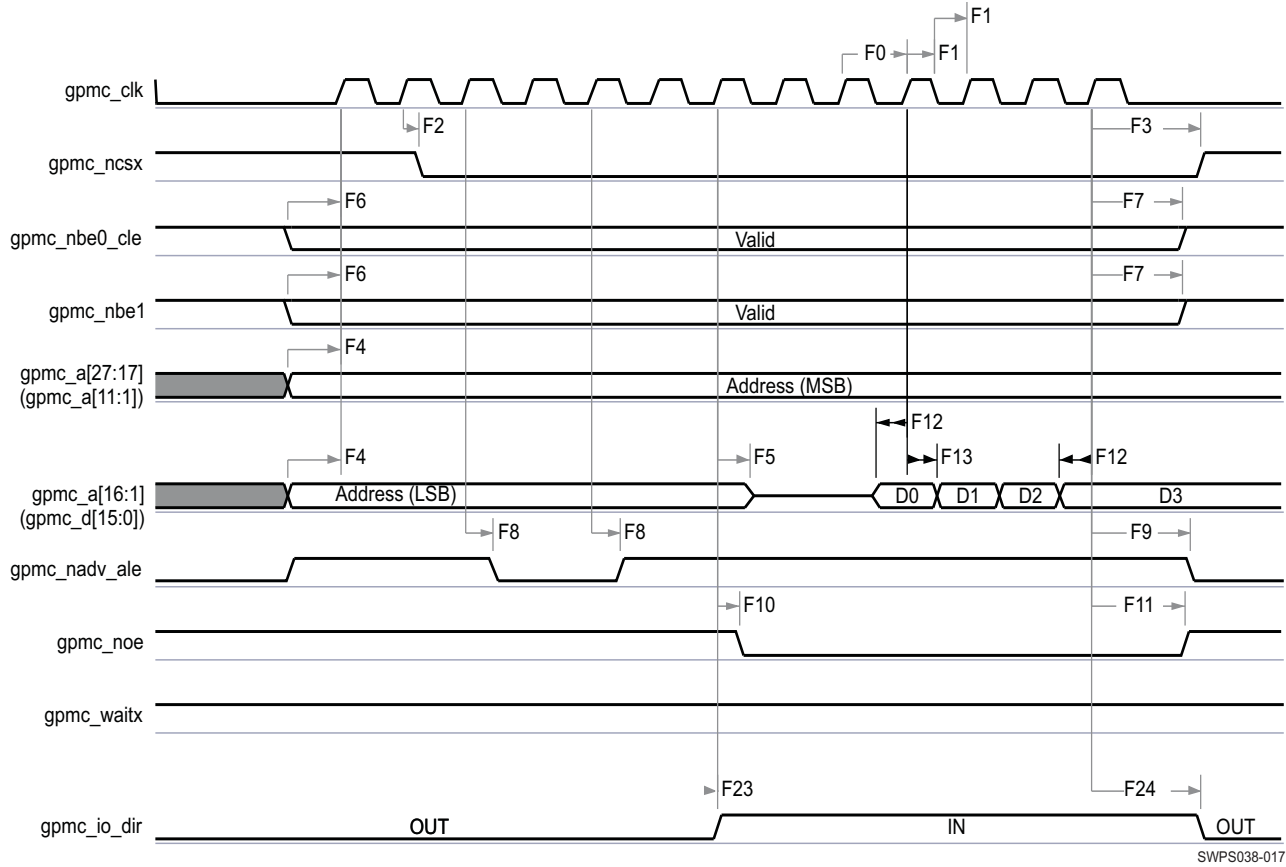 F1
F0
F1
gpmc_clk
F2
F3
gpmc_ncsx
F6
F7
gpmc_nbe0_cle
Valid
F6
F7
gpmc_nbe1
Valid
F4
gpmc_a[27:17]
(gpmc_a[11:1])
Address (MSB)
F12
F4
F5
F13
F12
gpmc_a[16:1]
(gpmc_d[15:0])
Address (LSB)
D0
D1
D2
D3
F8
F8
F9
gpmc_nadv_ale
F10
F11
gpmc_noe
gpmc_waitx
F23
F24
gpmc_io_dir
OUT
IN
OUT
SWPS038-017